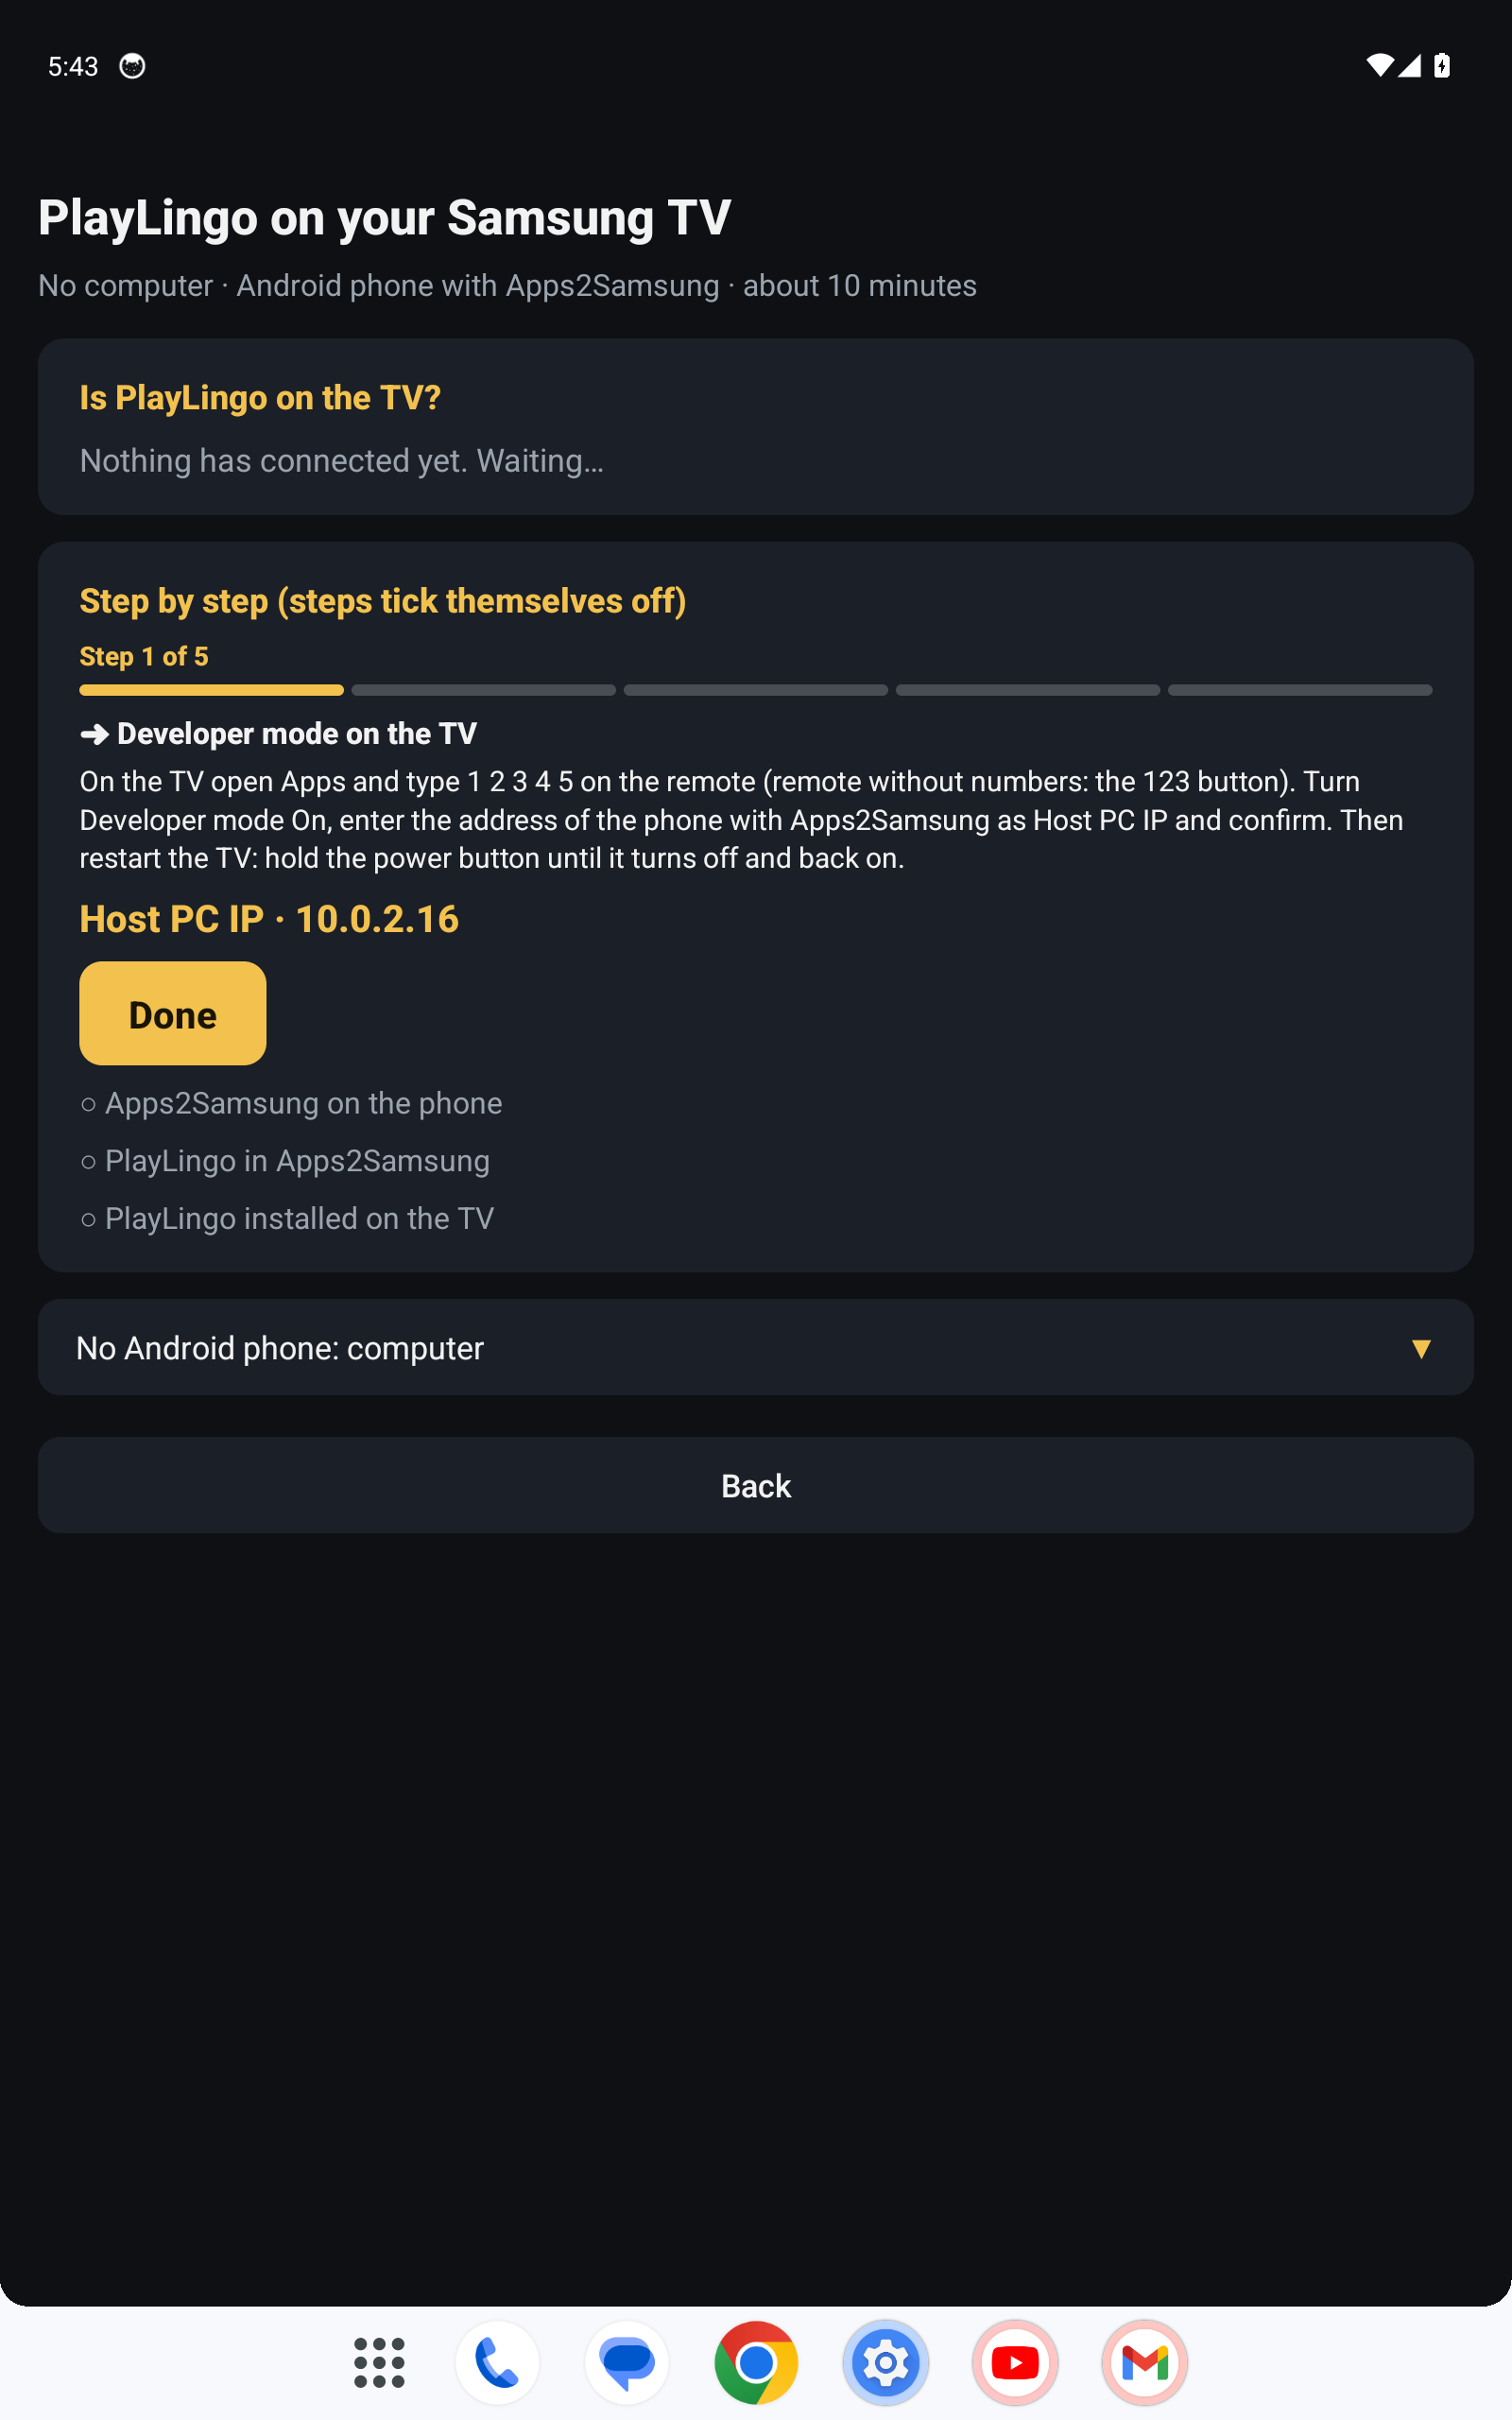 5:43
PlayLingo on your Samsung TV
No computer · Android phone with Apps2Samsung · about 10 minutes
Is PlayLingo on the TV?
Nothing has connected yet. Waiting…
Step by step (steps tick themselves off)
Step 1 of 5
➜ Developer mode on the TV
On the TV open Apps and type 1 2 3 4 5 on the remote (remote without numbers: the 123 button). Turn
Developer mode On, enter the address of the phone with Apps2Samsung as Host PC IP and confirm. Then
restart the TV: hold the power button until it turns off and back on.
Host PC IP · 10.0.2.16
Done
○ Apps2Samsung on the phone
○ PlayLingo in Apps2Samsung
○ PlayLingo installed on the TV
No Android phone: computer ▼
Back